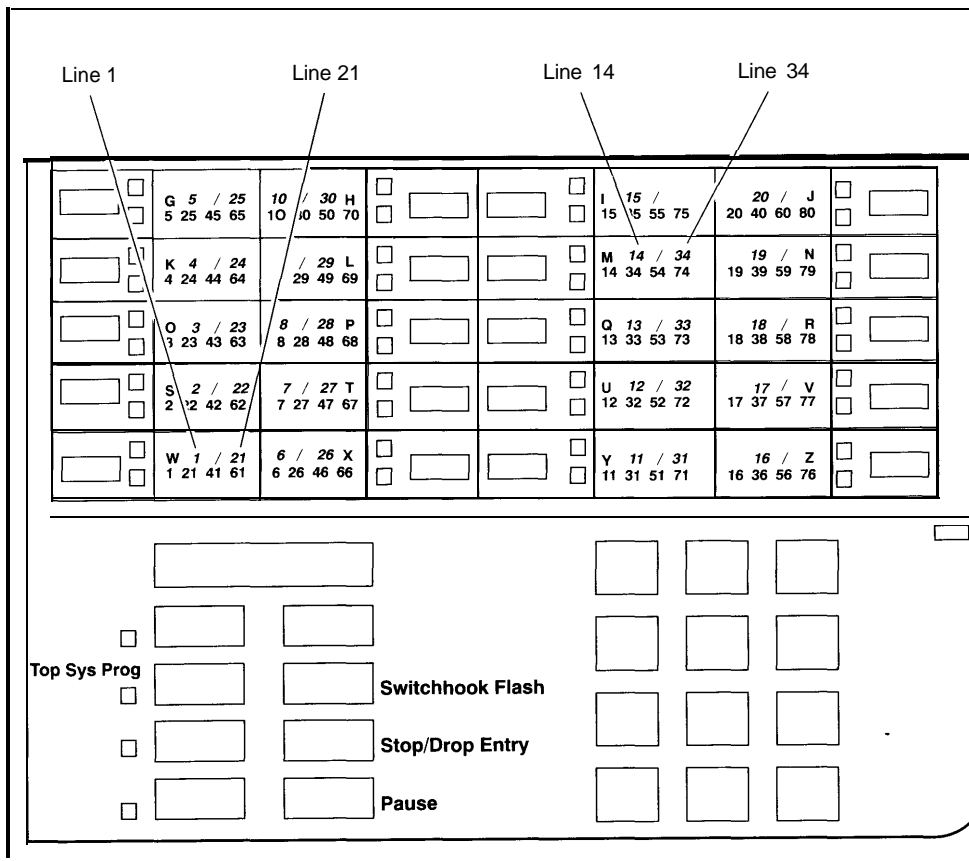 Line 1 Line 21 Line 14 Line 34
G 5 / 25 10 / 30 H I 15 / 20 / J
5 25 45 65 10 50 70 15 55 75 20 40 60 80
K 4 / 24 / 29 L M 14 / 34 19 / N
4 24 44 64 29 49 69 14 34 54 74 19 39 59 79
O 3 / 23 8 / 28 P Q 13 / 33 18 / R
23 43 63 8 28 48 68 13 33 53 73 18 38 58 78
S 2 / 22 7 / 27 T U 12 / 32 17 / V
2 42 62 7 27 47 67 12 32 52 72 17 37 57 77
W 1 / 21 6 / 26 X Y 11 / 31 16 / Z
1 21 41 61 6 26 46 66 11 31 51 71 16 36 56 76
Top Sys Prog
Switchhook Flash
Stop/Drop Entry
Pause